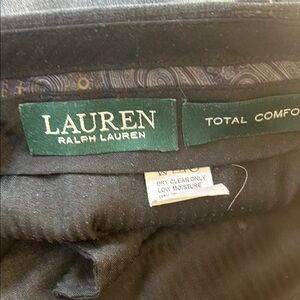 LAUREN
RALPH LAUREN
TOTAL COMFO
DRY CLEAN ONLY
LOW MOISTURE